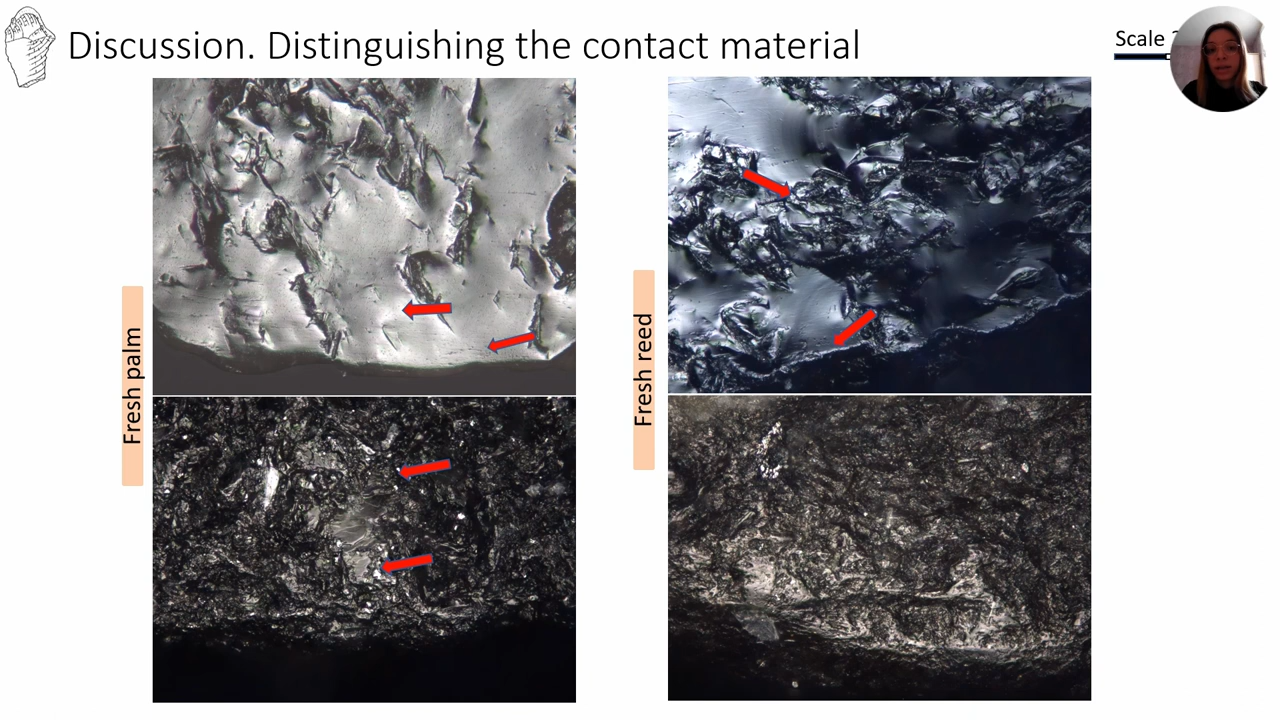 Discussion. Distinguishing the contact material
Scale
Fresh palm
Fresh reed